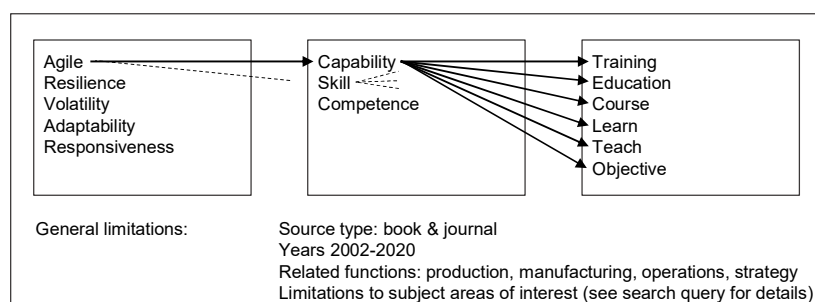 Agile
Resilience
Volatility
Adaptability
Responsiveness
Capability
Skill
Competence
Training
Education
Course
Learn
Teach
Objective
General limitations:
Source type: book & journal
Years 2002-2020
Related functions: production, manufacturing, operations, strategy
Limitations to subject areas of interest (see search query for details)